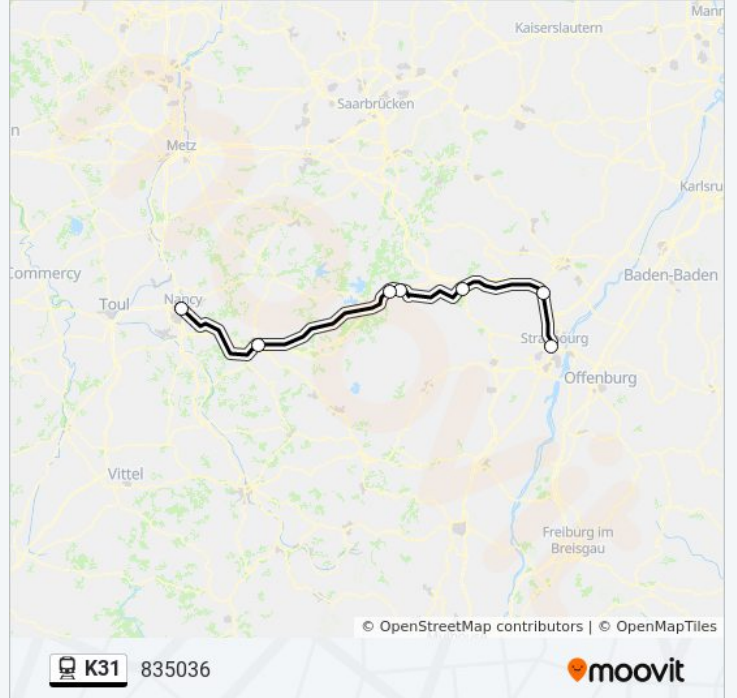 Mann
Kaiserslautern
Saarbrücken
n
Metz
Karlsru
Commercy
Baden-Baden
Toul
Nancy
Strasbourg
Offenburg
Vittel
Freiburg im
Breisgau
© OpenStreetMap contributors | © OpenMapTiles
K31 835036
moovit